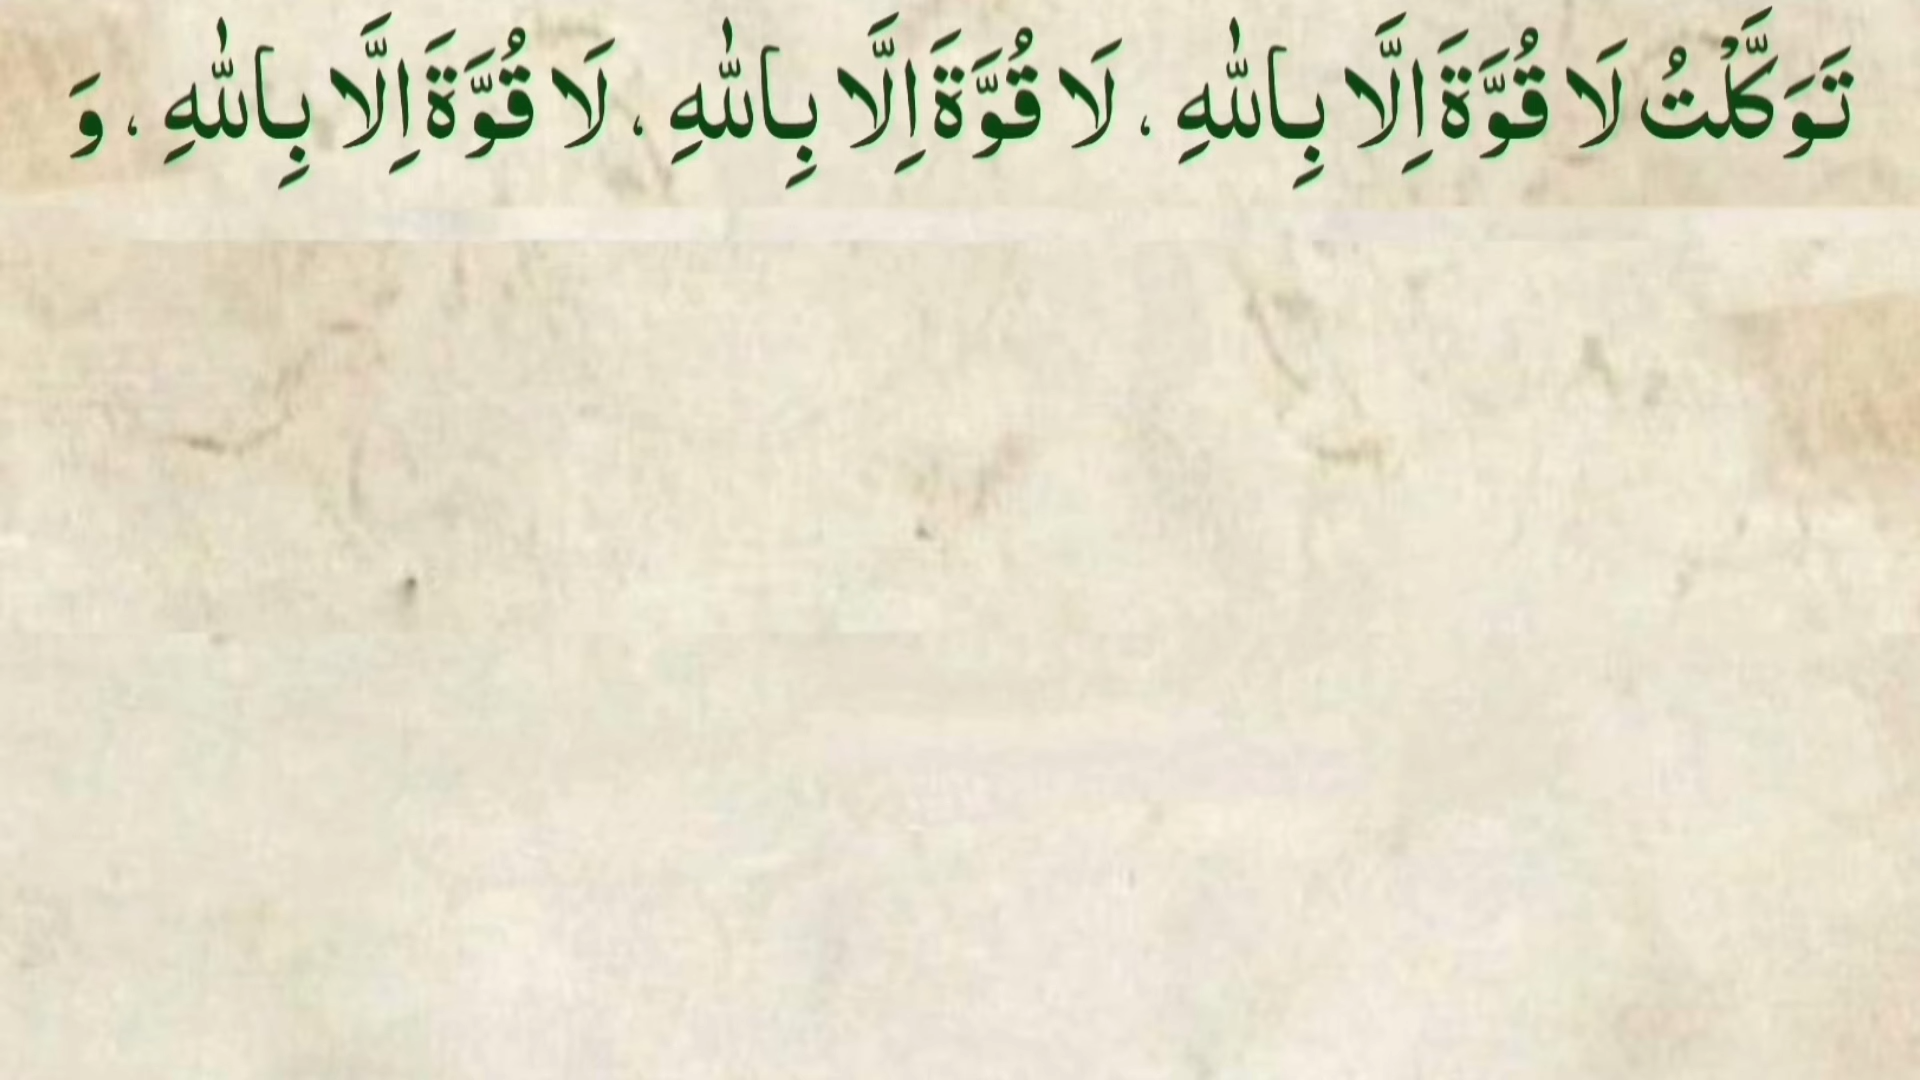 تَوَكَّلْتُ لَا قُوَّةَ اِلَّا بِاللّٰهِ ، لَا قُوَّةَ اِلَّا بِاللّٰهِ ، لَا قُوَّةَ اِلَّا بِاللّٰهِ ، وَ